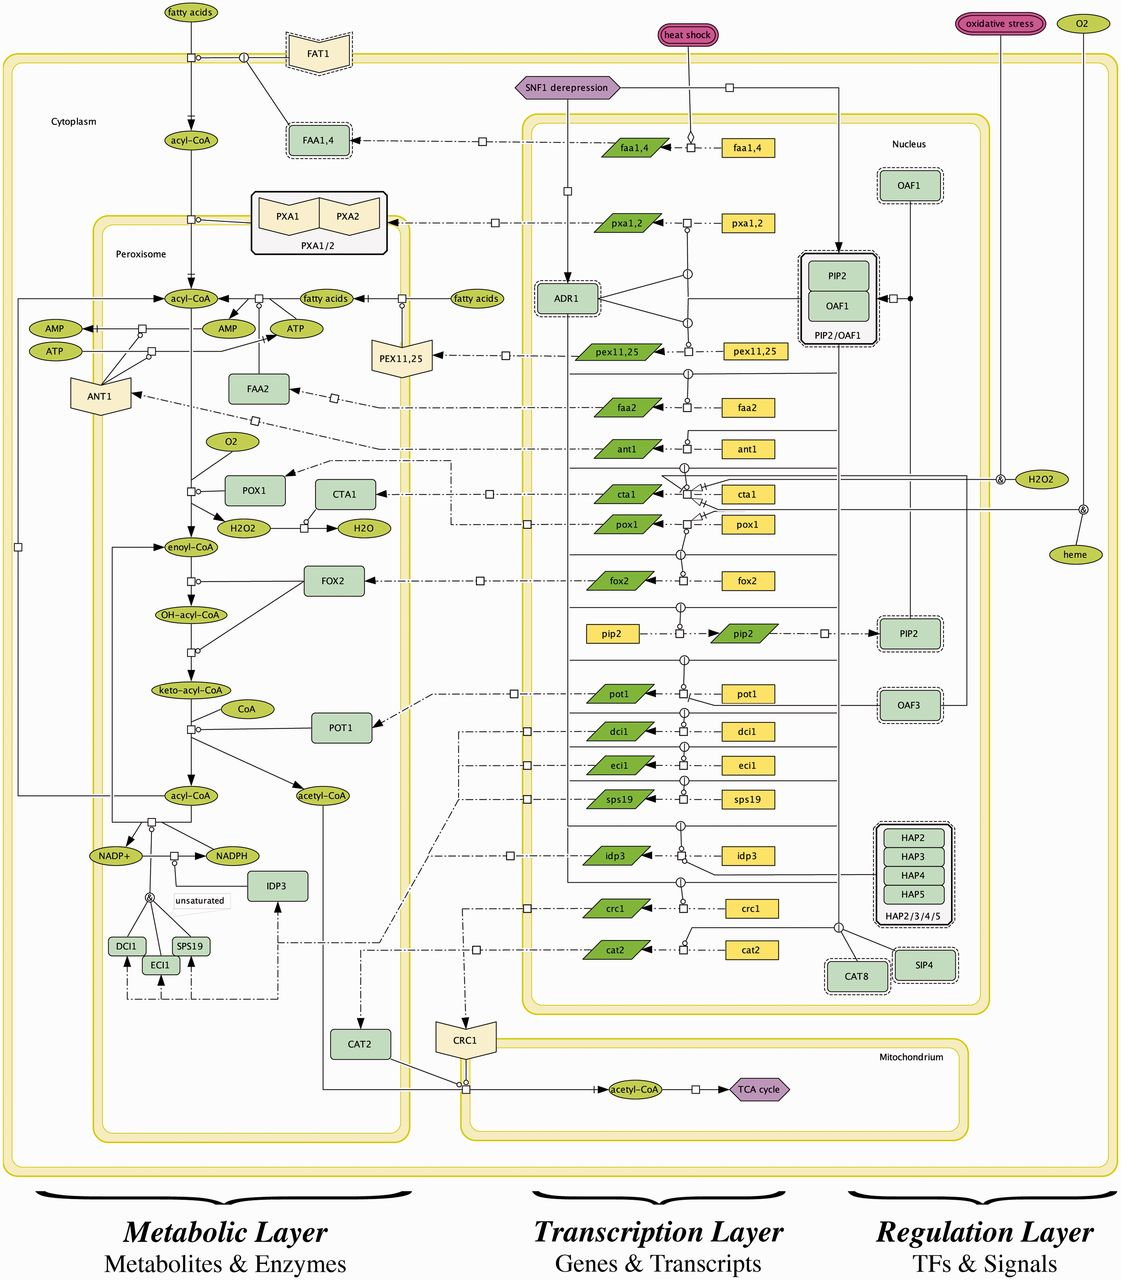 fatty acids
heat shock
oxidative stress
O2
FAT1
SNF1 derepression
Cytoplasm
acyl-CoA
FAA1,4
faa1,4
faa1,4
Nucleus
OAF1
PXA1
PXA2
PXA1/2
pxa1,2
pxa1,2
Peroxisome
PIP2
OAF1
PIP2/OAF1
acyl-CoA
fatty acids
fatty acids
ADR1
AMP
AMP
ATP
ATP
PEX11,25
pex11,25
pex11,25
ANT1
FAA2
faa2
faa2
O2
ant1
ant1
POX1
CTA1
cta1
cta1
&
H2O2
H2O2
H2O
pox1
pox1
&
enoyl-CoA
heme
FOX2
fox2
fox2
OH-acyl-CoA
pip2
pip2
PIP2
keto-acyl-CoA
pot1
pot1
CoA
OAF3
POT1
dci1
dci1
eci1
eci1
acyl-CoA
acetyl-CoA
sps19
sps19
NADP+
NADPH
idp3
idp3
HAP2
HAP3
HAP4
HAP5
HAP2/3/4/5
IDP3
&
unsaturated
crc1
crc1
DCI1
SPS19
ECI1
cat2
cat2
CAT8
SIP4
CAT2
CRC1
Mitochondrium
acetyl-CoA
TCA cycle
Metabolic Layer
Metabolites & Enzymes
Transcription Layer
Genes & Transcripts
Regulation Layer
TFs & Signals